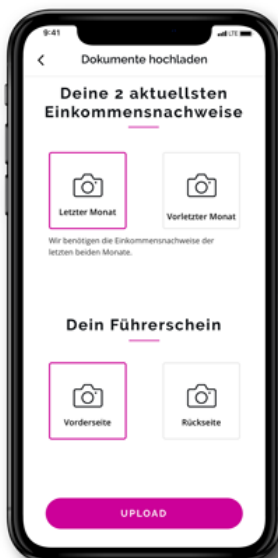 9:41
LTE
Dokumente hochladen
Deine 2 aktuellsten
Einkommensnachweise
Letzter Monat
Vorletzter Monat
Wir benötigen die Einkommensnachweise der
letzten beiden Monate.
Dein Führerschein
Vorderseite
Rückseite
UPLOAD